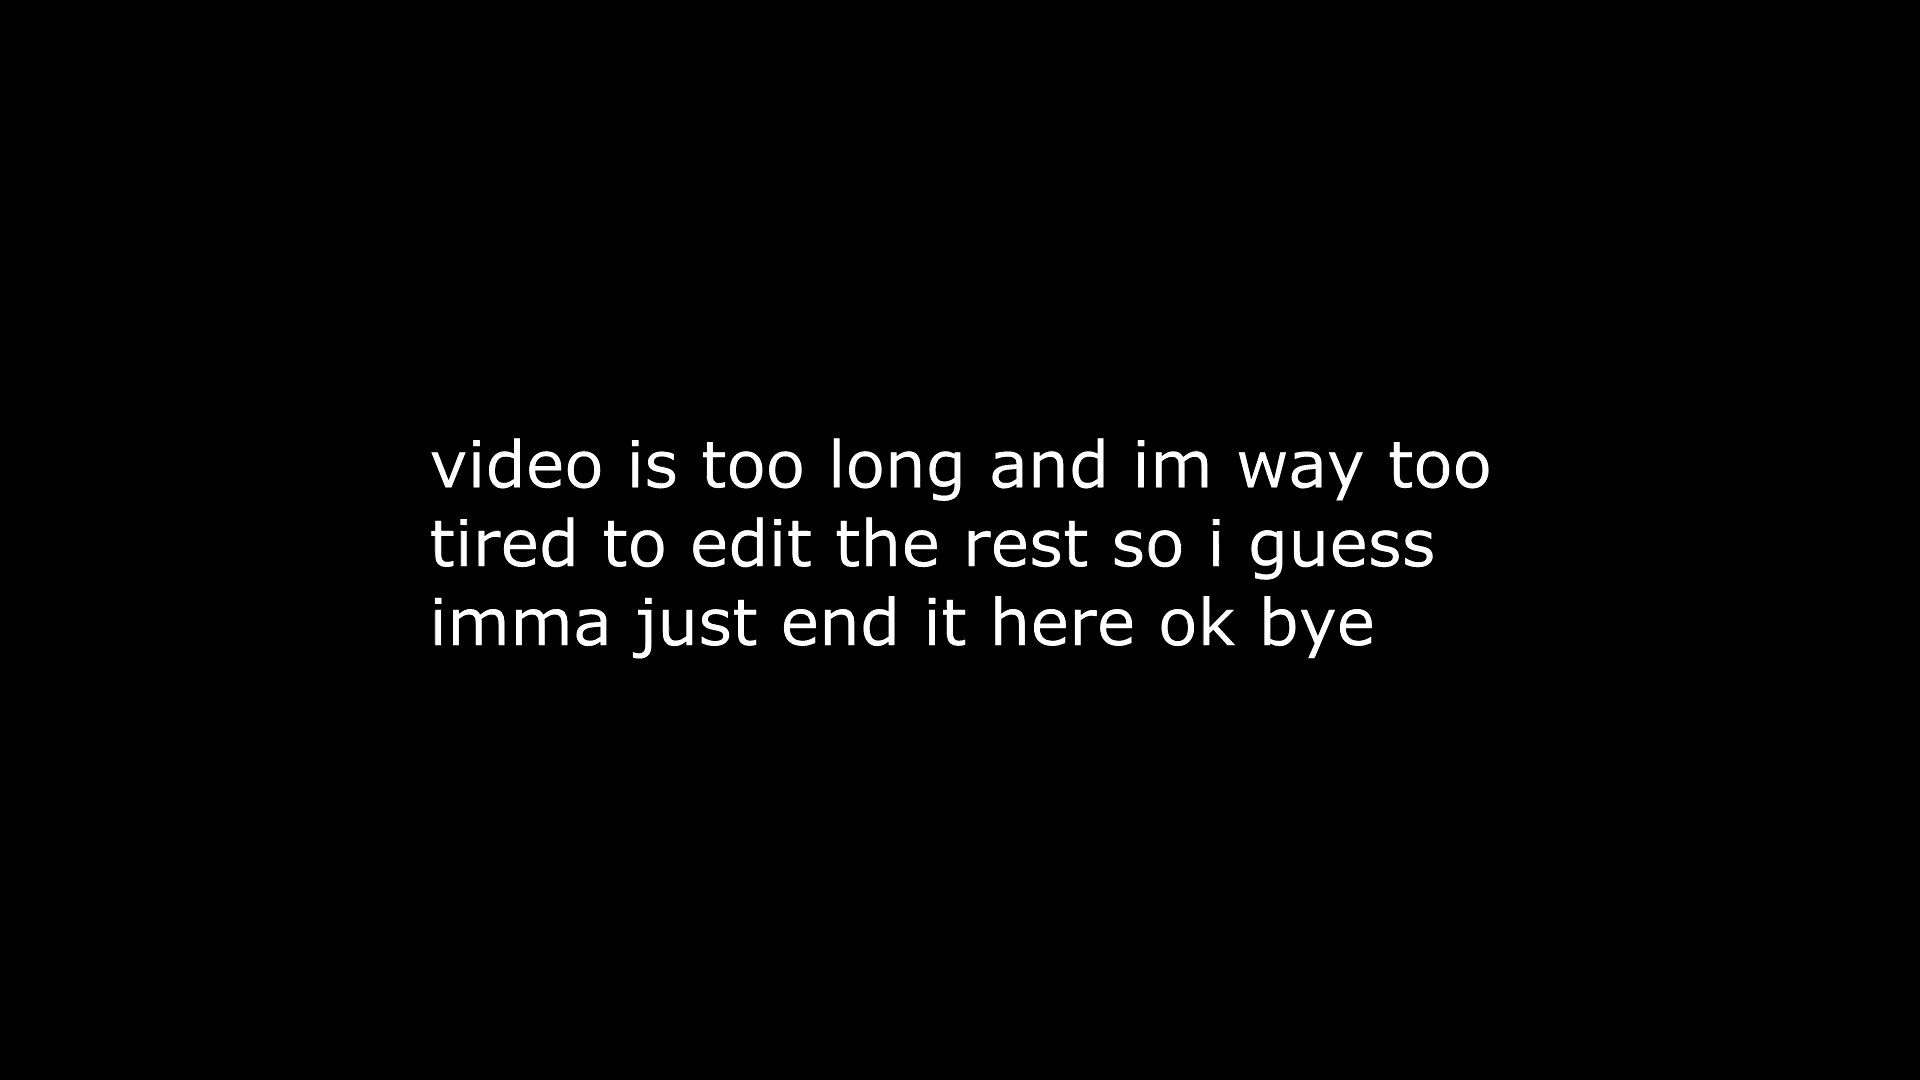 video is too long and im way too
tired to edit the rest so i guess
imma just end it here ok bye